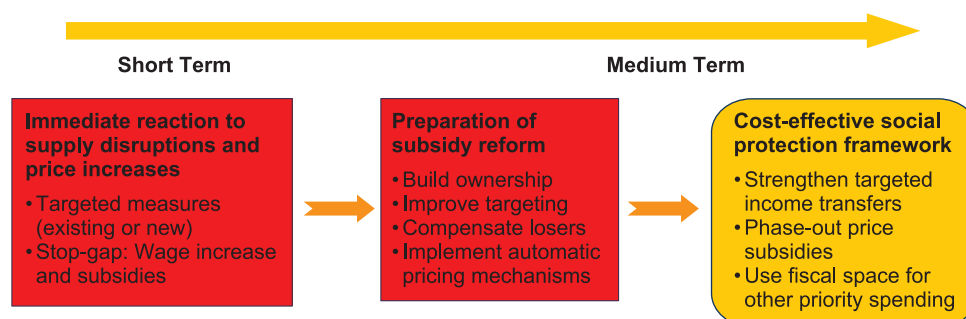 Short Term
Medium Term
Immediate reaction to
supply disruptions and
price increases
• Targeted measures
(existing or new)
• Stop-gap: Wage increase
and subsidies
Preparation of
subsidy reform
• Build ownership
• Improve targeting
• Compensate losers
• Implement automatic
pricing mechanisms
Cost-effective social
protection framework
• Strengthen targeted
income transfers
• Phase-out price
subsidies
• Use fiscal space for
other priority spending